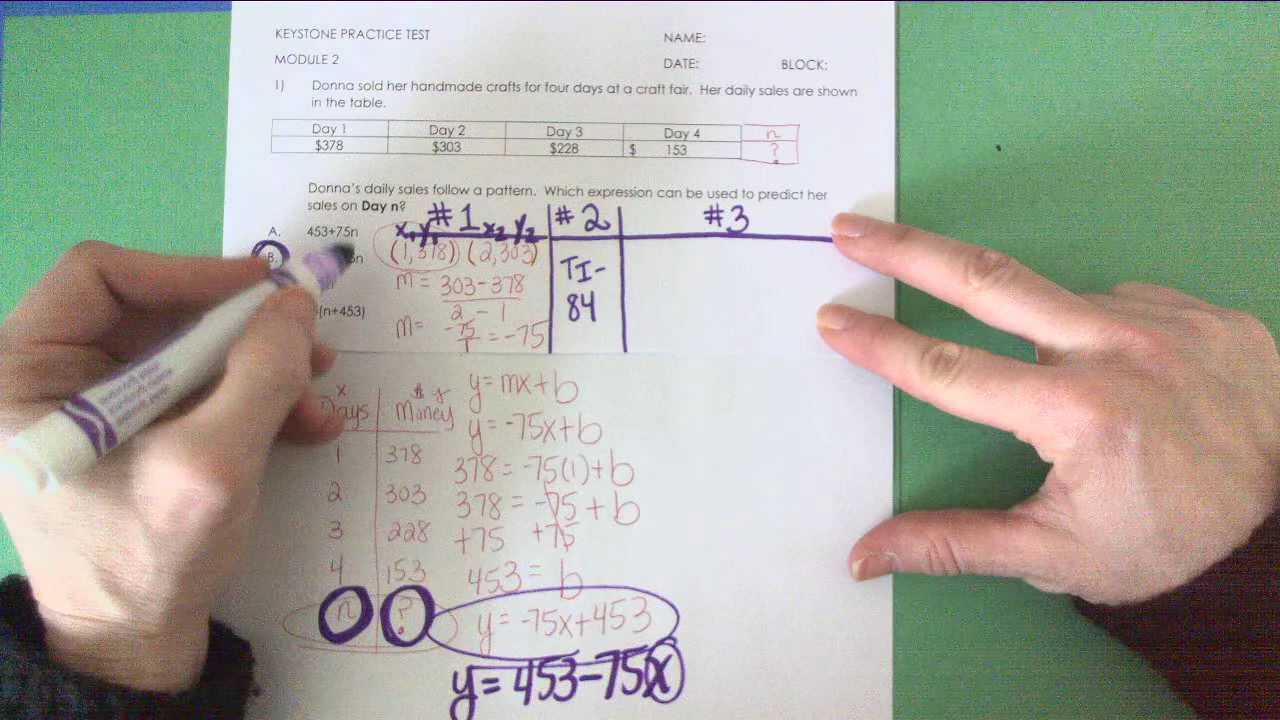 KEYSTONE PRACTICE TEST
NAME:
MODULE 2
DATE: BLOCK:
1) Donna sold her handmade crafts for four days at a craft fair. Her daily sales are shown
in the table.
Day 1 Day 2 Day 3 Day 4 n
$378 $303 $228 $ 153 ?
Donna's daily sales follow a pattern. Which expression can be used to predict her
sales on Day n?
A. 453+75n
B.
(n+453)
#1
x₁ y₁ x₂ y₂
(1,378) (2,303)
m = 303-378
2 - 1
m= -75
1
= -75
#2
TI-
84
#3
x $ y
Days Money
1 378
2 303
3 228
4 153
n ?
y=mx+b
y=-75x+b
378=-75(1)+b
378=-75+b
+75 +75
453=b
y=-75x+453
y=453-75x